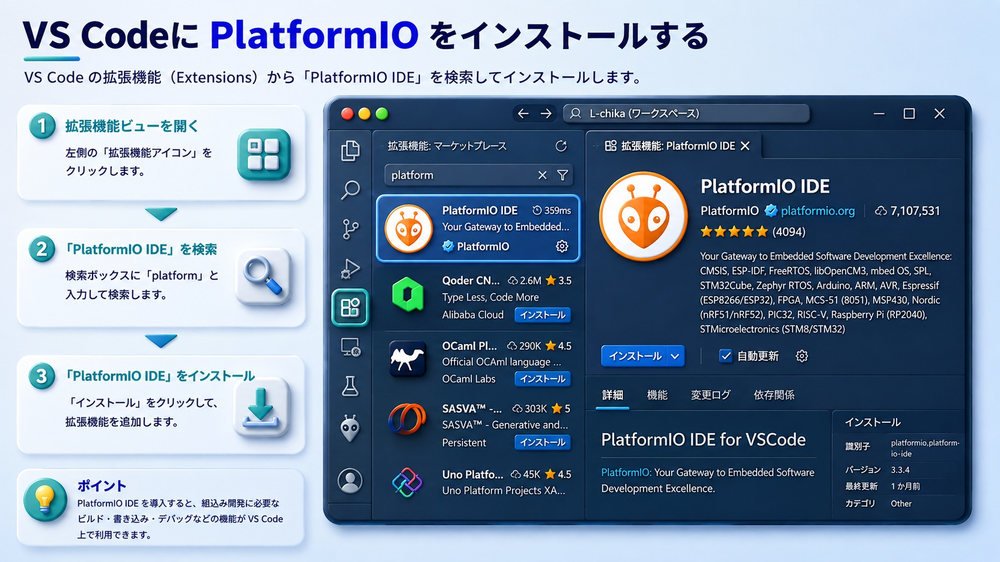 VS Codeに PlatformIO をインストールする
VS Code の拡張機能（Extensions）から「PlatformIO IDE」を検索してインストールします。
1 拡張機能ビューを開く
左側の「拡張機能アイコン」を
クリックします。
2 「PlatformIO IDE」を検索
検索ボックスに「platform」と
入力して検索します。
3 「PlatformIO IDE」をインストール
「インストール」をクリックして、
拡張機能を追加します。
ポイント
PlatformIO IDE を導入すると、組込み開発に必要な
ビルド・書き込み・デバッグなどの機能が VS Code
上で利用できます。
L-chika (ワークスペース)
拡張機能: マーケットプレース
platform
PlatformIO IDE 359ms
Your Gateway to Embedded...
PlatformIO
Qoder CN... 2.6M 3.5
Type Less, Code More
Alibaba Cloud インストール
OCaml Pl... 290K 4.5
Official OCAml language ...
OCaml Labs インストール
SASVA™ -... 303K 5
SASVA™ - Generative and...
Persistent インストール
Uno Platfo... 45K 4.5
Uno Platform Projects XA...
拡張機能: PlatformIO IDE
PlatformIO IDE
PlatformIO platformio.org 7,107,531
(4094)
Your Gateway to Embedded Software Development Excellence:
CMSIS, ESP-IDF, FreeRTOS, libOpenCM3, mbed OS, SPL,
STM32Cube, Zephyr RTOS, Arduino, ARM, AVR, Espressif
(ESP8266/ESP32), FPGA, MCS-51 (8051), MSP430, Nordic
(nRF51/nRF52), PIC32, RISC-V, Raspberry Pi (RP2040),
STMicroelectronics (STM8/STM32)
インストール 自動更新
詳細 機能 変更ログ 依存関係
PlatformIO IDE for VSCode
PlatformIO: Your Gateway to Embedded Software
Development Excellence.
インストール
識別子 platformio,platform-
io-ide
バージョン 3.3.4
最終更新 1 か月前
カテゴリ Other